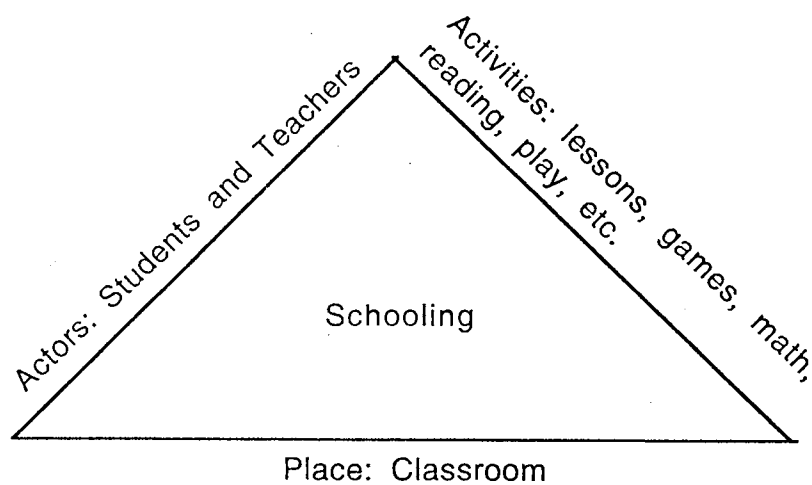 Actors: Students and Teachers
Activities: lessons, games, math,
reading, play, etc.
Schooling
Place: Classroom